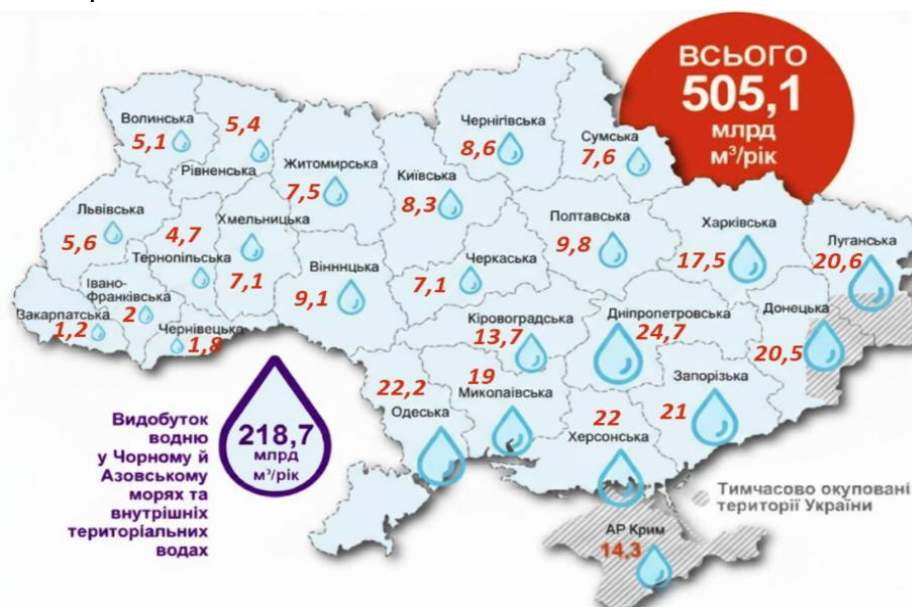 ВСЬОГО
505,1
млрд
м³/рік
Волинська
5,1
5,4
Рівненська
Житомирська
7,5
Київська
8,3
Чернігівська
8,6
Сумська
7,6
Львівська
5,6
4,7
Тернопільська
Хмельницька
7,1
Вінницька
9,1
Черкаська
7,1
Полтавська
9,8
Харківська
17,5
Луганська
20,6
Івано-
Франківська
2
Закарпатська
1,2
Чернівецька
1,8
Кіровоградська
13,7
Дніпропетровська
24,7
Донецька
20,5
22,2
Одеська
19
Миколаівська
22
Херсонська
Запорізька
21
АР Крим
14,3
Видобуток
водню
у Чорному й
Азовському
морях та
внутрішніх
територіальних
водах
218,7
млрд
м³/рік
Тимчасово окуповані
території України